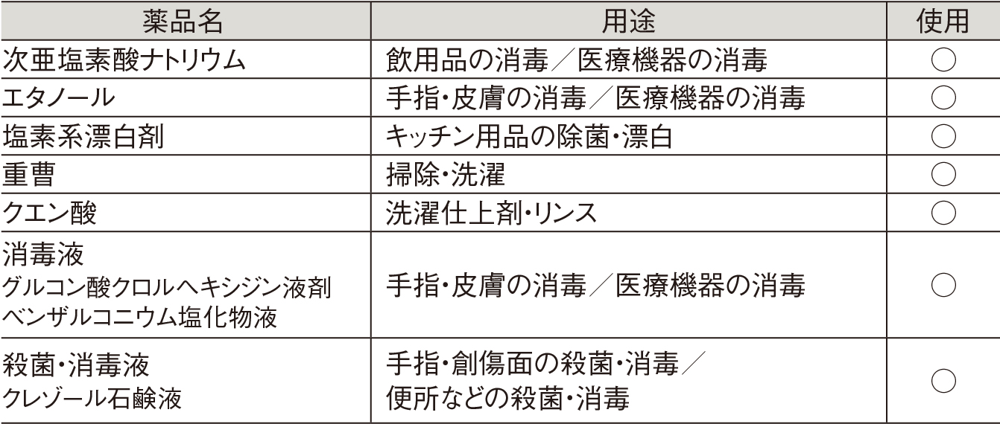 薬品名 用途 使用
次亜塩素酸ナトリウム 飲用品の消毒／医療機器の消毒 ○
エタノール 手指・皮膚の消毒／医療機器の消毒 ○
塩素系漂白剤 キッチン用品の除菌・漂白 ○
重曹 掃除・洗濯 ○
クエン酸 洗濯仕上剤・リンス ○
消毒液
グルコン酸クロルヘキシジン液剤
ベンザルコニウム塩化物液
手指・皮膚の消毒／医療機器の消毒 ○
殺菌・消毒液
クレゾール石鹸液
手指・創傷面の殺菌・消毒／
便所などの殺菌・消毒
○